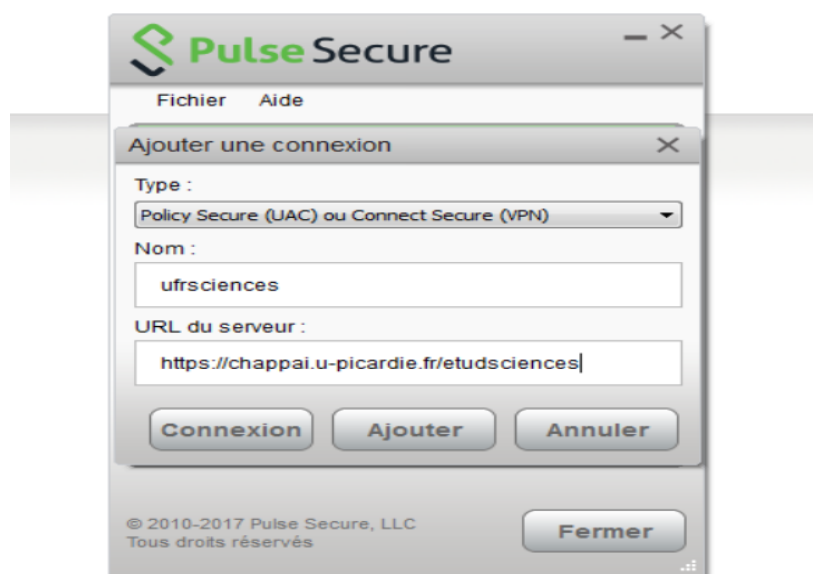 Pulse Secure
Fichier Aide
Ajouter une connexion
Type :
Policy Secure (UAC) ou Connect Secure (VPN)
Nom :
ufrsciences
URL du serveur :
https://chappai.u-picardie.fr/etudsciences
Connexion Ajouter Annuler
© 2010-2017 Pulse Secure, LLC
Tous droits réservés
Fermer